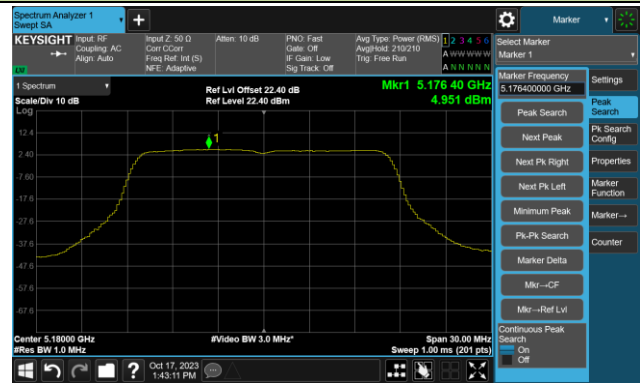 Spectrum Analyzer 1
Swept SA
Marker
KEYSIGHT
Input: RF
Coupling: AC
Align: Auto
Input Z: 50 Ω
Corr CCorr
Freq Ref: Int (S)
NFE: Adaptive
Atten: 10 dB
PNO: Fast
Gate: Off
IF Gain: Low
Sig Track: Off
Avg Type: Power (RMS)
Avg|Hold: 210/210
Trig: Free Run
1 2 3 4 5 6
A W W W W W
A N N N N N
LXI
Select Marker
Marker 1
1 Spectrum
Scale/Div 10 dB
Log
Ref Lvl Offset 22.40 dB
Ref Level 22.40 dBm
Mkr1 5.176 40 GHz
4.951 dBm
12.4
2.40
-7.60
-17.6
-27.6
-37.6
-47.6
-57.6
-67.6
1
Center 5.18000 GHz
#Res BW 1.0 MHz
#Video BW 3.0 MHz*
Span 30.00 MHz
Sweep 1.00 ms (201 pts)
Marker Frequency
5.176400000 GHz
Peak Search
Next Peak
Next Pk Right
Next Pk Left
Minimum Peak
Pk-Pk Search
Marker Delta
Mkr→CF
Mkr→Ref Lvl
Continuous Peak
Search
On
Off
Settings
Peak
Search
Pk Search
Config
Properties
Marker
Function
Marker→
Counter
?
Oct 17, 2023
1:43:11 PM